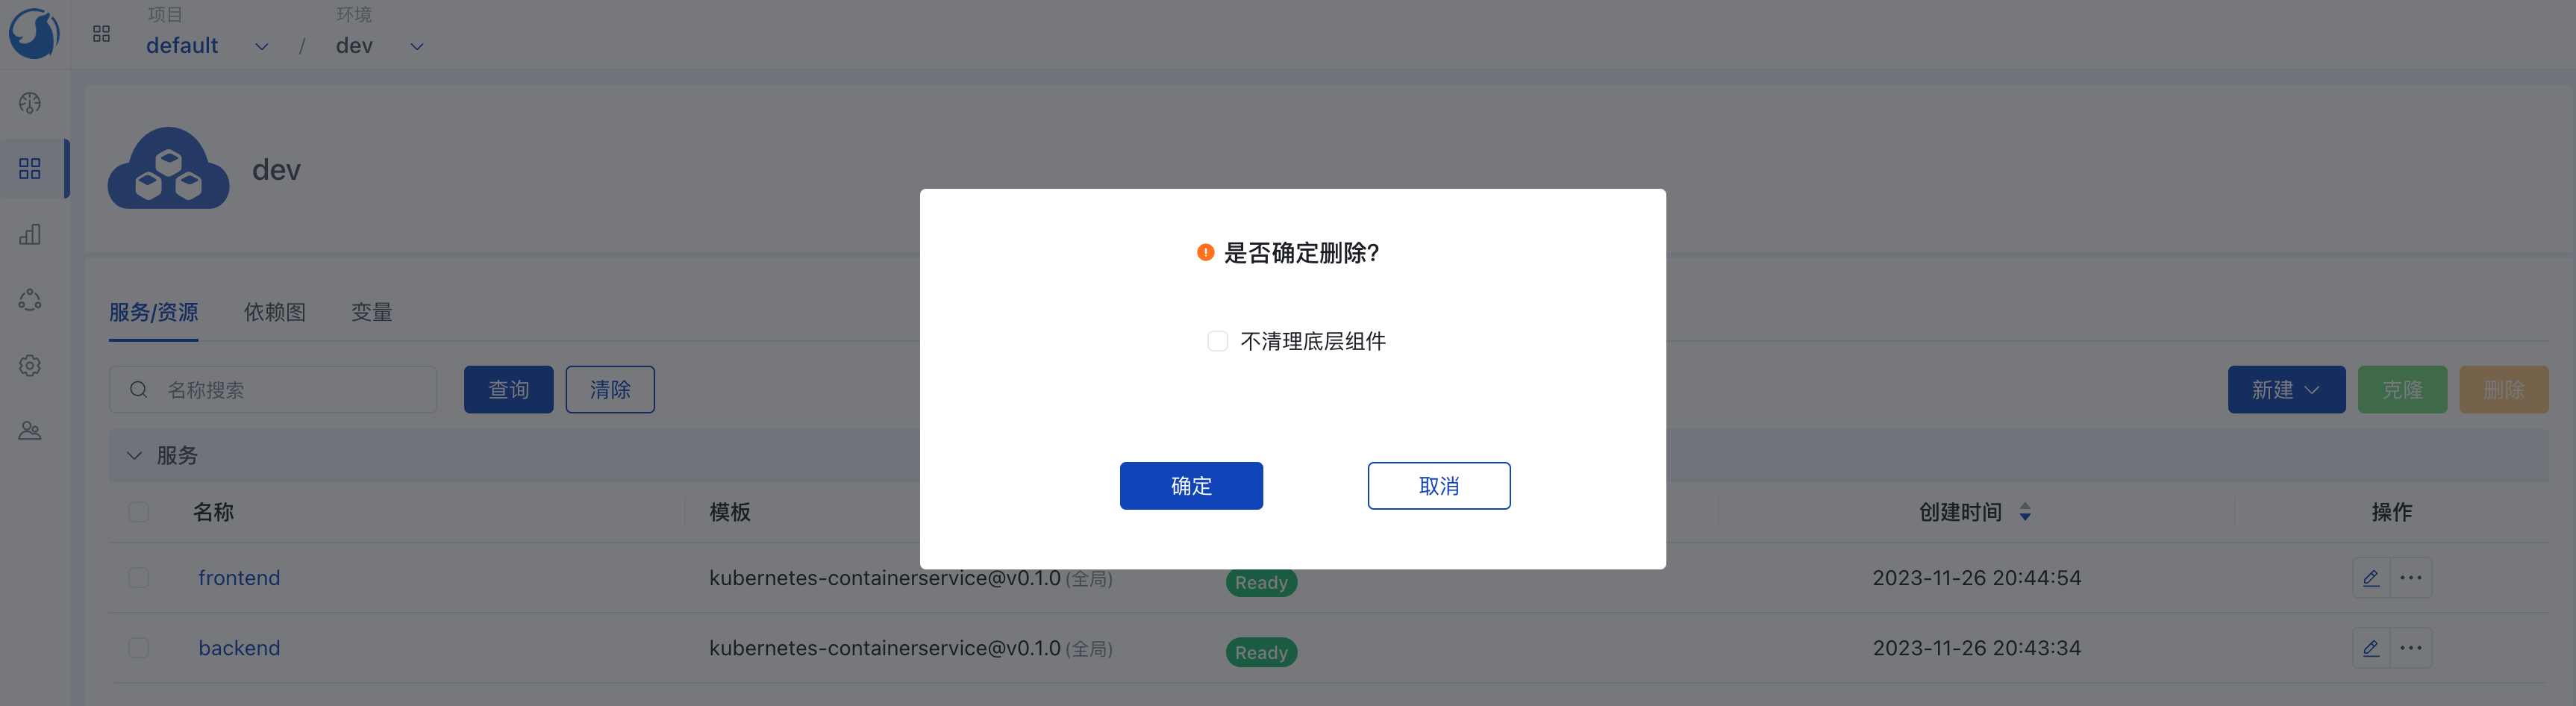 项目
环境
default / dev
dev
是否确定删除?
不清理底层组件
确定
取消
服务/资源
依赖图
变量
名称搜索
查询
清除
新建
克隆
删除
服务
名称
模板
创建时间
操作
frontend
kubernetes-containerservice@v0.1.0 (全局)
Ready
2023-11-26 20:44:54
backend
kubernetes-containerservice@v0.1.0 (全局)
Ready
2023-11-26 20:43:34